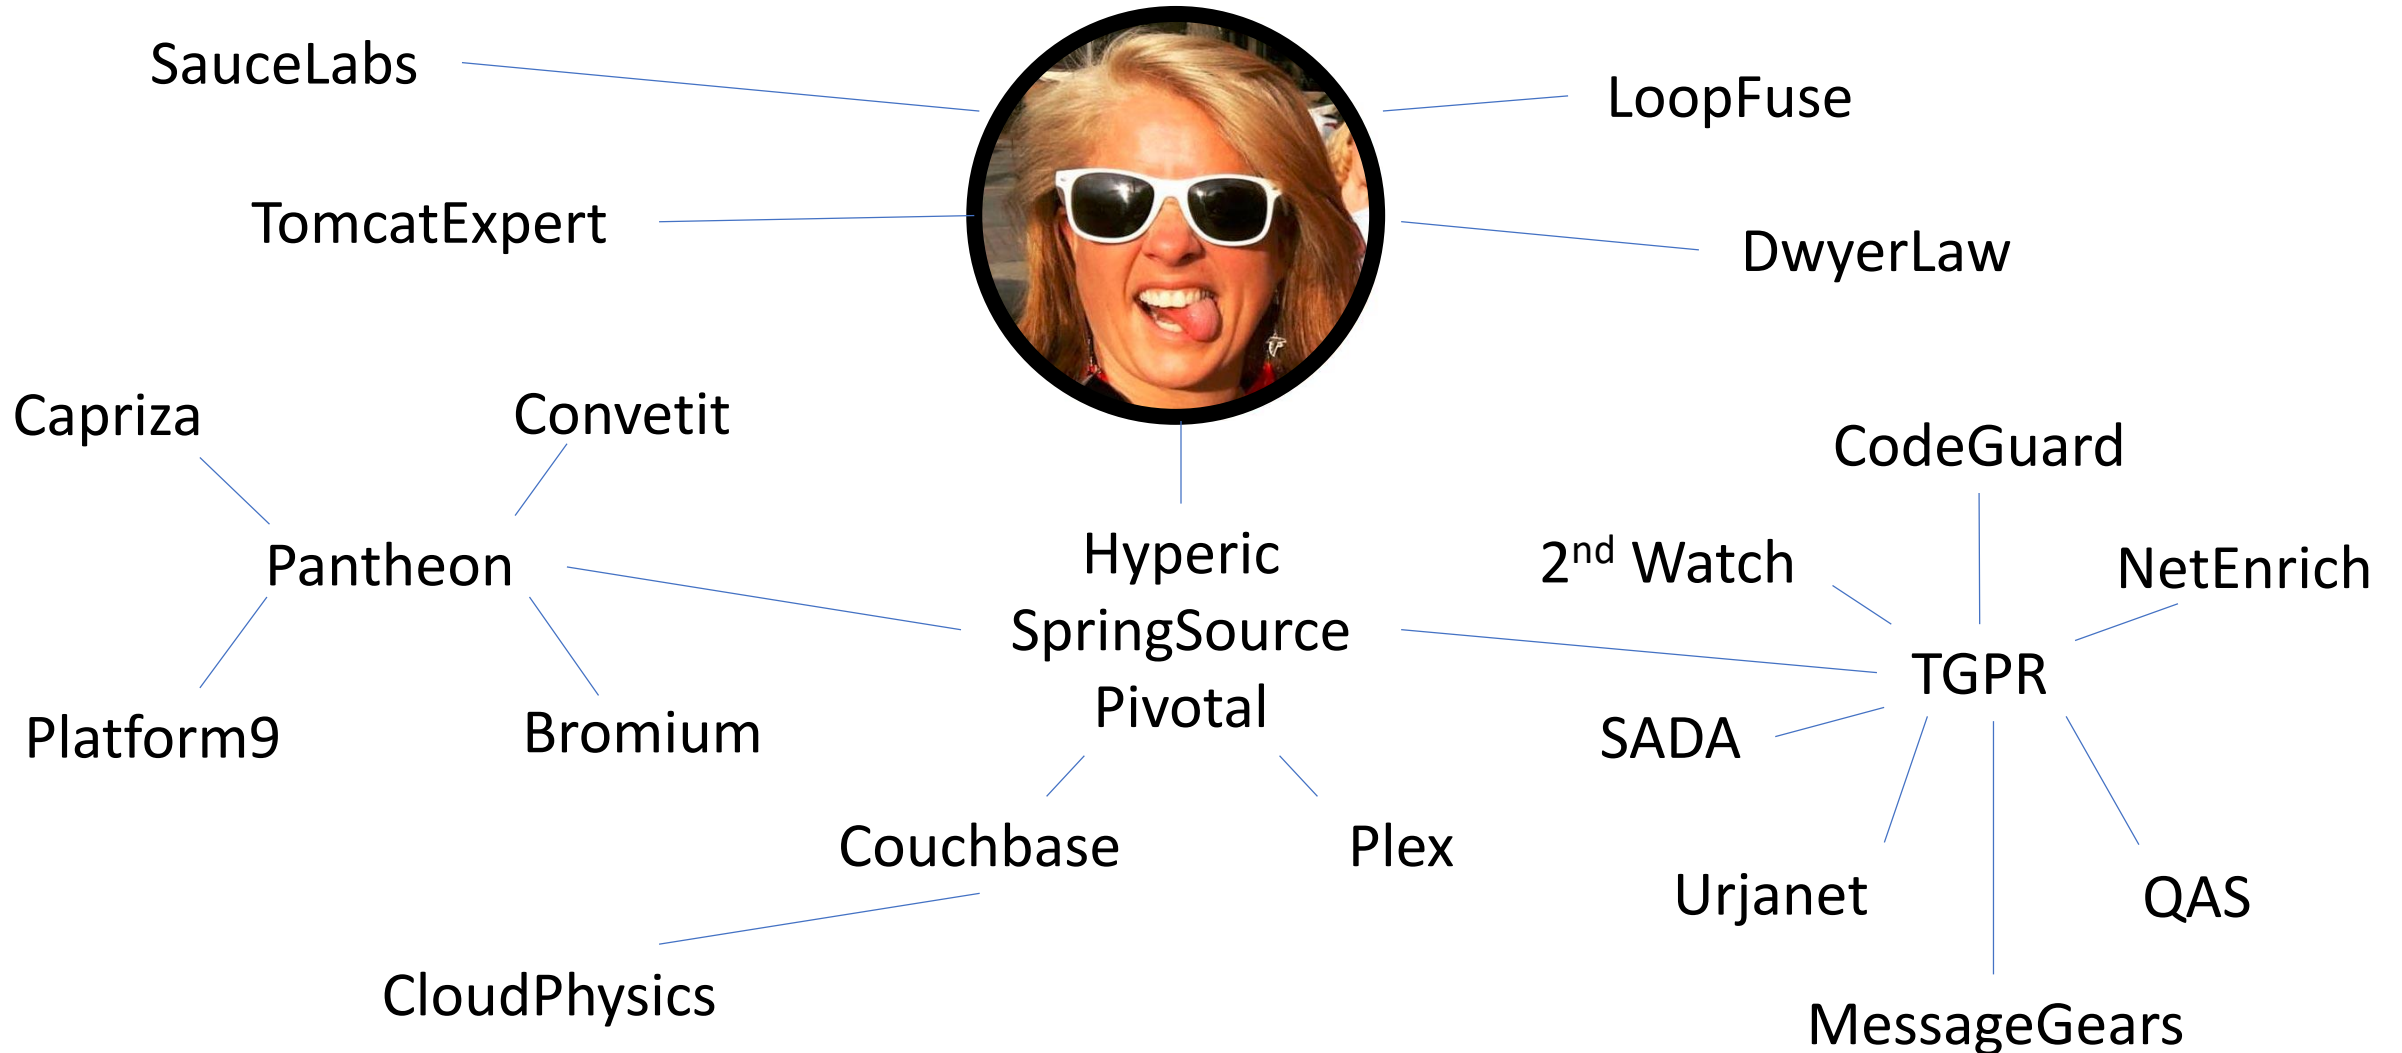 SauceLabs
LoopFuse
TomcatExpert
DwyerLaw
Capriza
Convetit
CodeGuard
Pantheon
Hyperic
SpringSource
Pivotal
2nd Watch
NetEnrich
TGPR
Platform9
Bromium
SADA
Couchbase
Plex
Urjanet
QAS
CloudPhysics
MessageGears